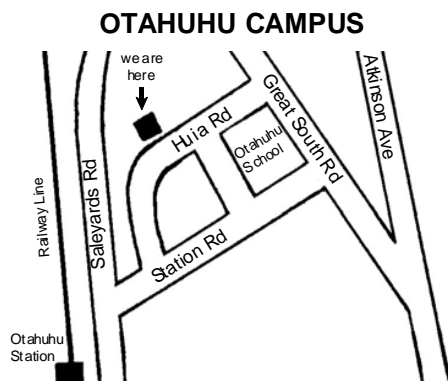 OTAHUHU CAMPUS
we are
here
Huia Rd
Great South Rd
Atkinson Ave
Otahuhu
School
Saleyards Rd
Railway Line
Station Rd
Otahuhu
Station